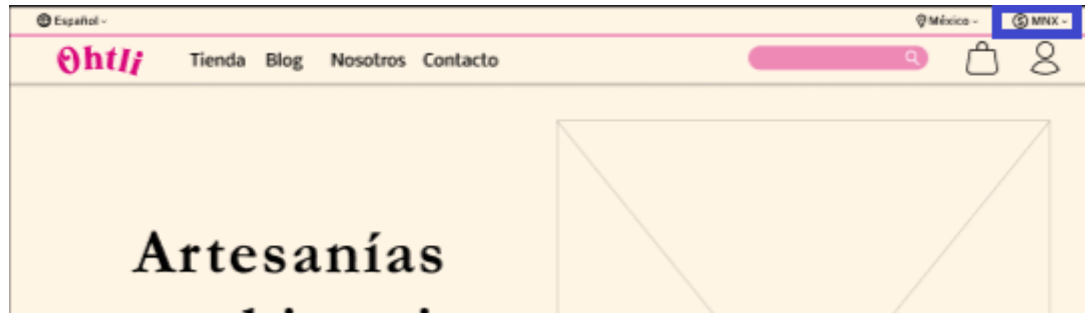 Español
México
MNX
Ohtli
Tienda Blog Nosotros Contacto
Artesanías